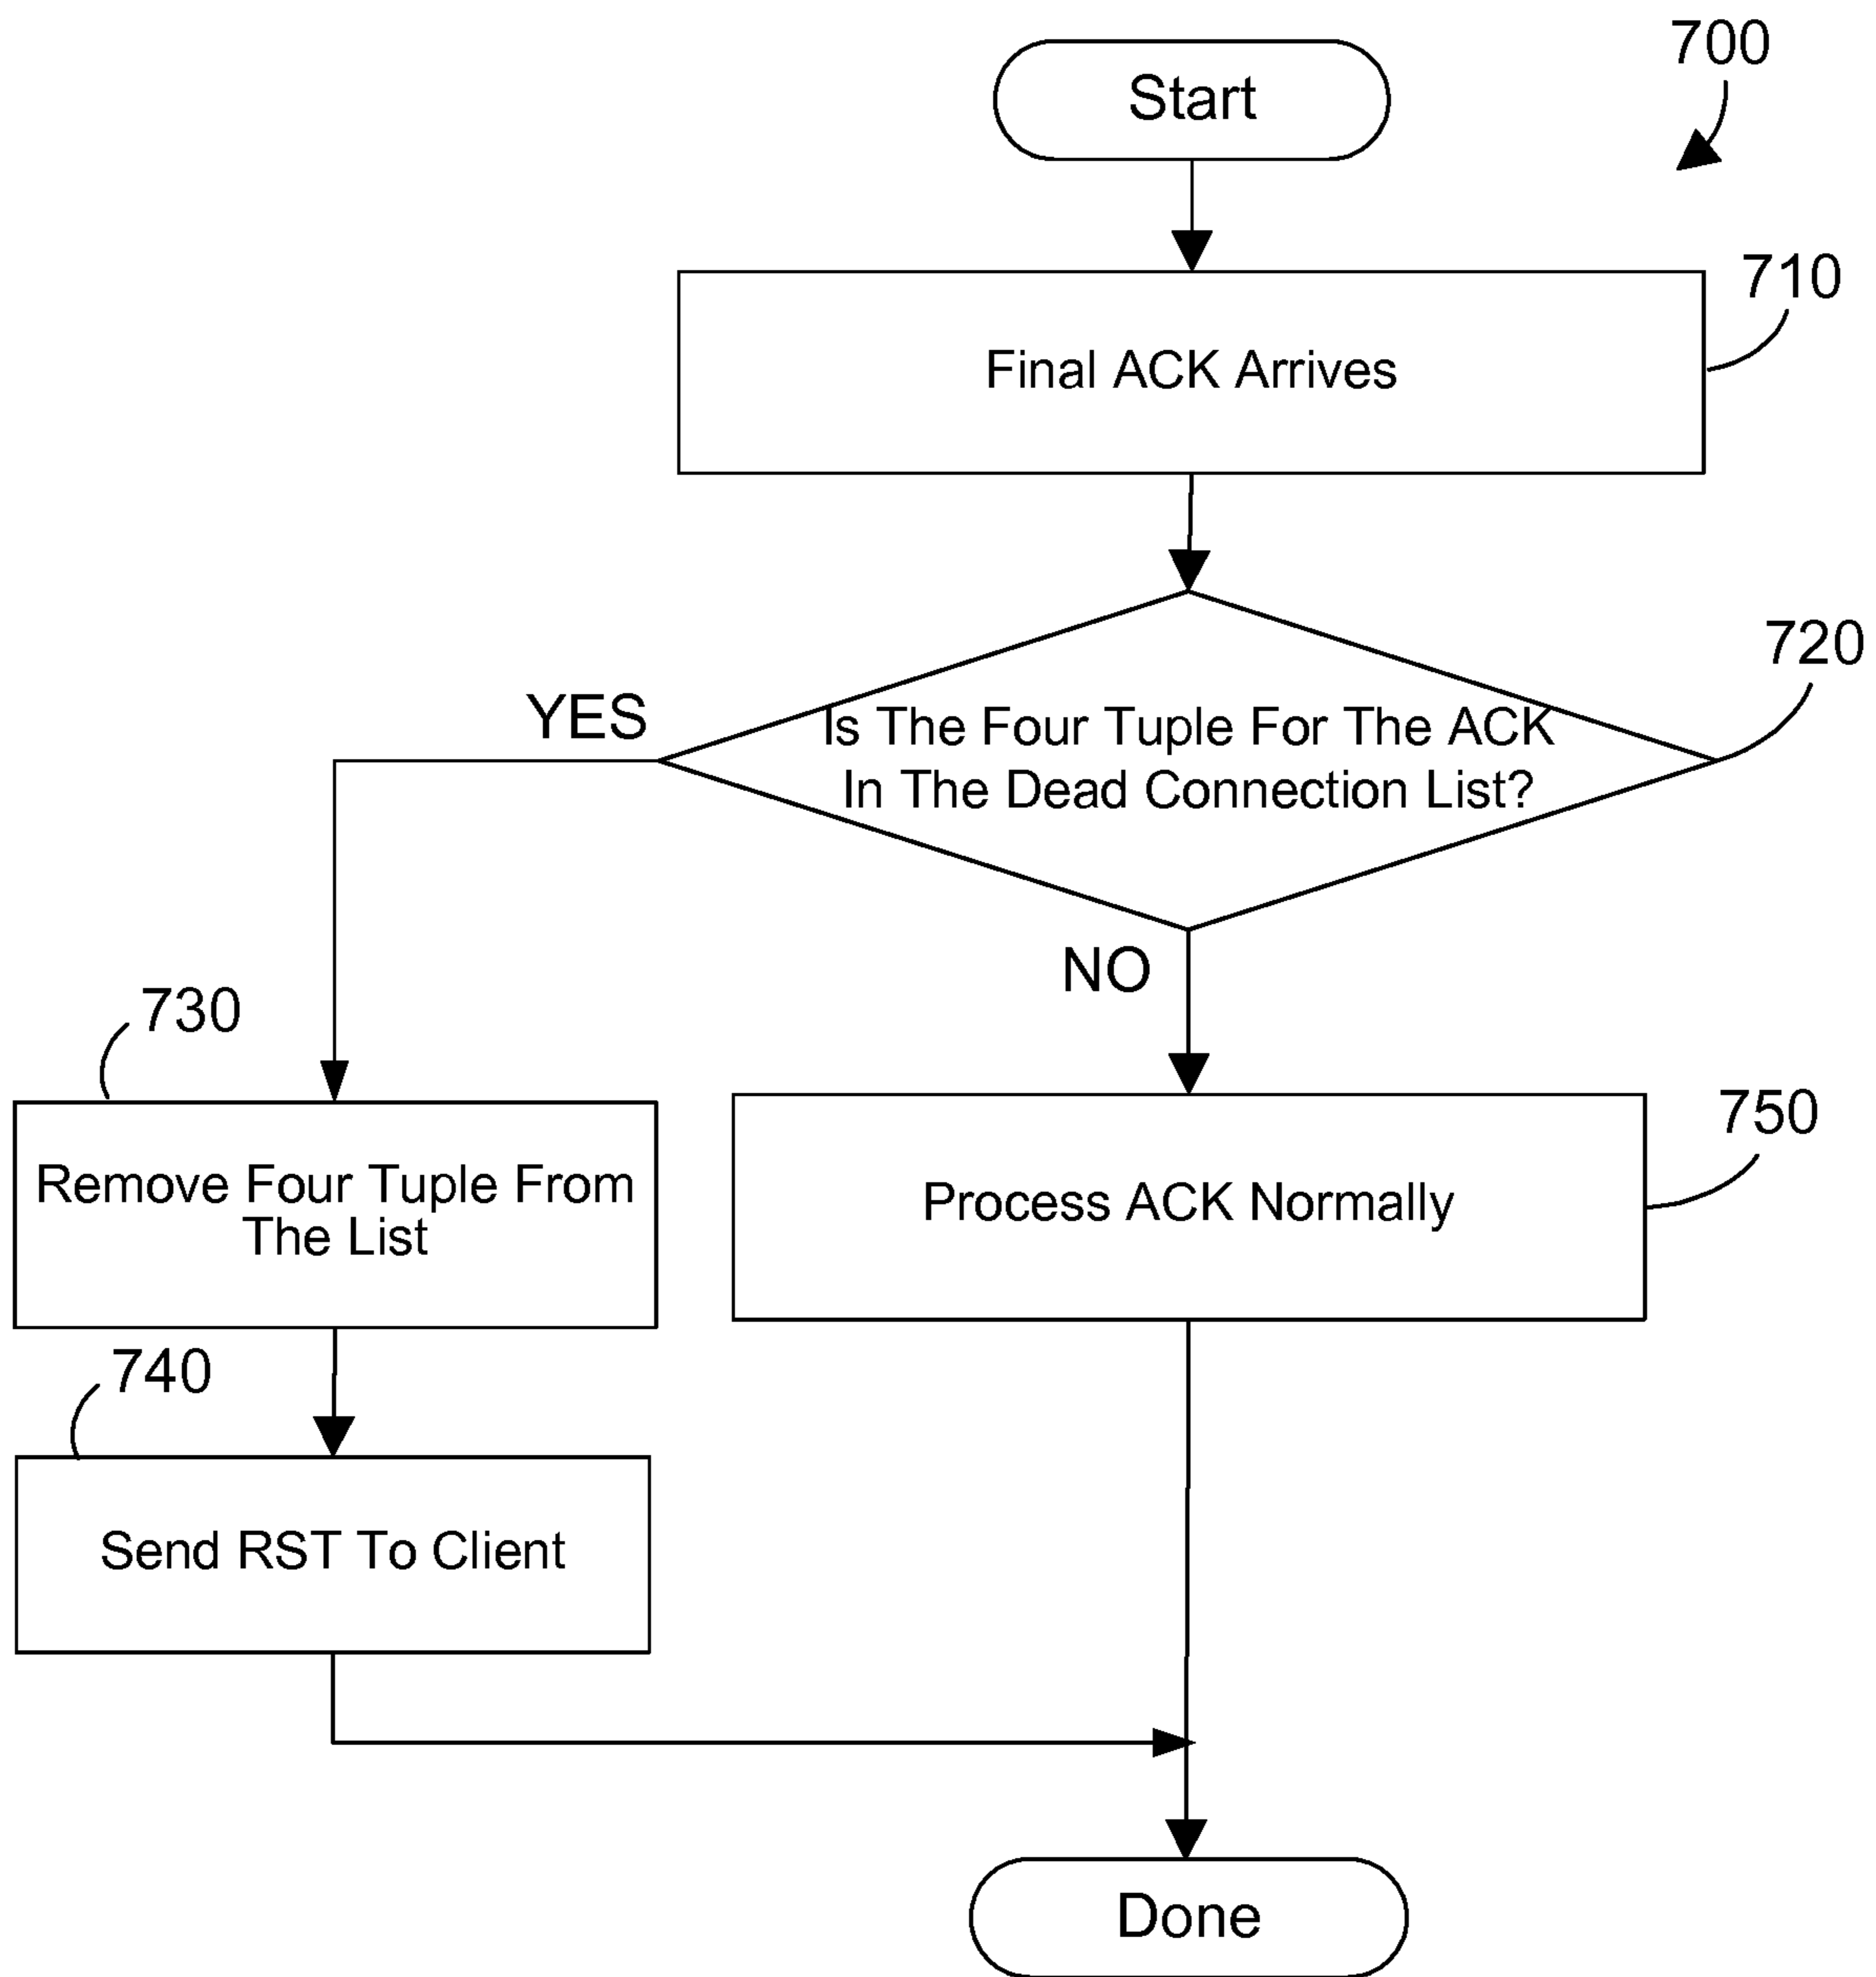 700
Start
710
Final ACK Arrives
720
YES
Is The Four Tuple For The ACK
In The Dead Connection List?
NO
730
750
Remove Four Tuple From
The List
Process ACK Normally
740
Send RST To Client
Done